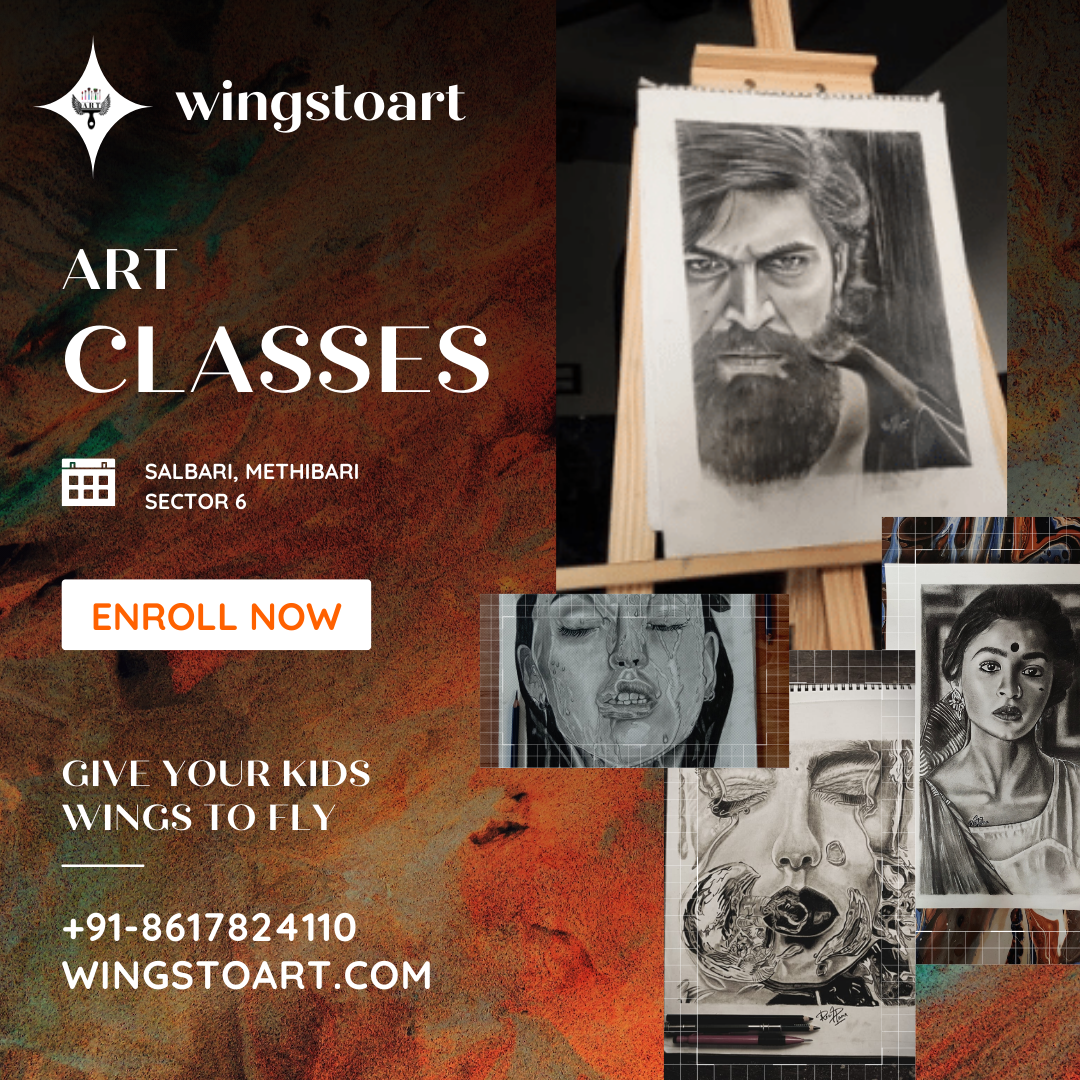 ART
wingstoart
ART
CLASSES
SALBARI, METHIBARI
SECTOR 6
ENROLL NOW
GIVE YOUR KIDS
WINGS TO FLY
+91-8617824110
WINGSTOART.COM